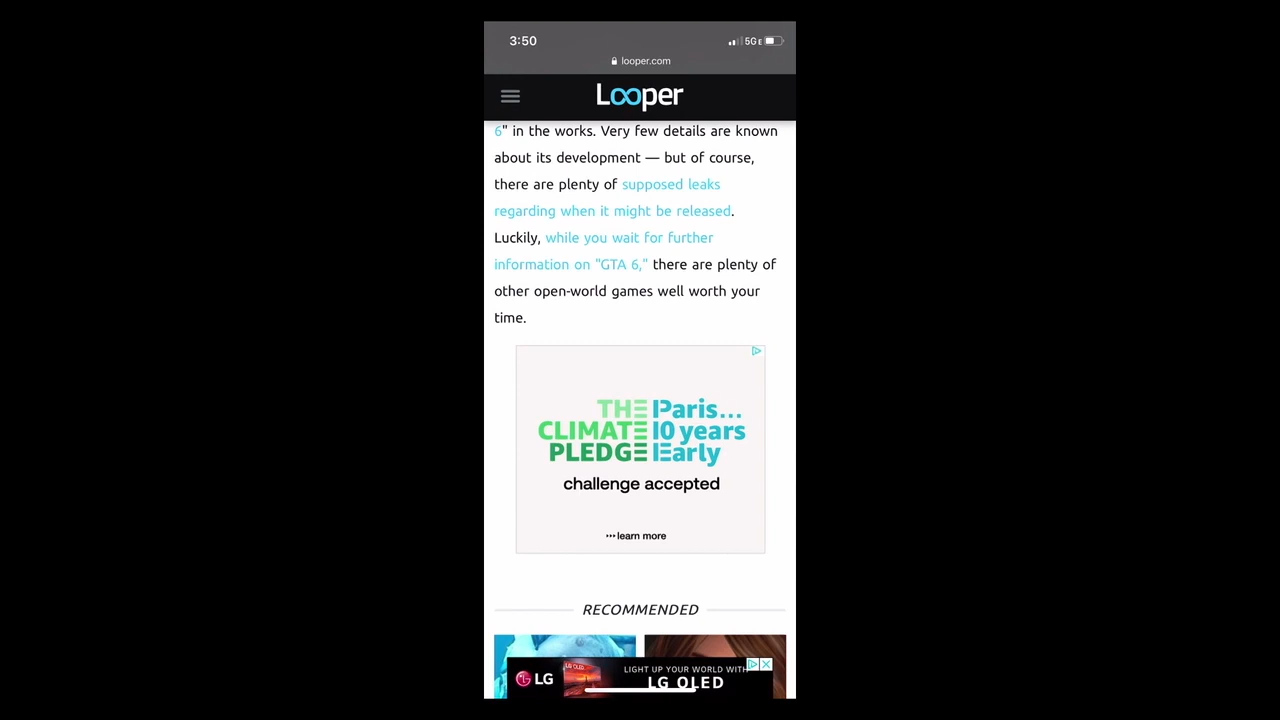 3:50
5G E
looper.com
Looper
6" in the works. Very few details are known
about its development — but of course,
there are plenty of supposed leaks
regarding when it might be released.
Luckily, while you wait for further
information on "GTA 6," there are plenty of
other open-world games well worth your
time.
THE Paris...
CLIMATE 10 years
PLEDGE Early
challenge accepted
••• learn more
RECOMMENDED
LG
LG OLED
LIGHT UP YOUR WORLD WITH
LG OLED